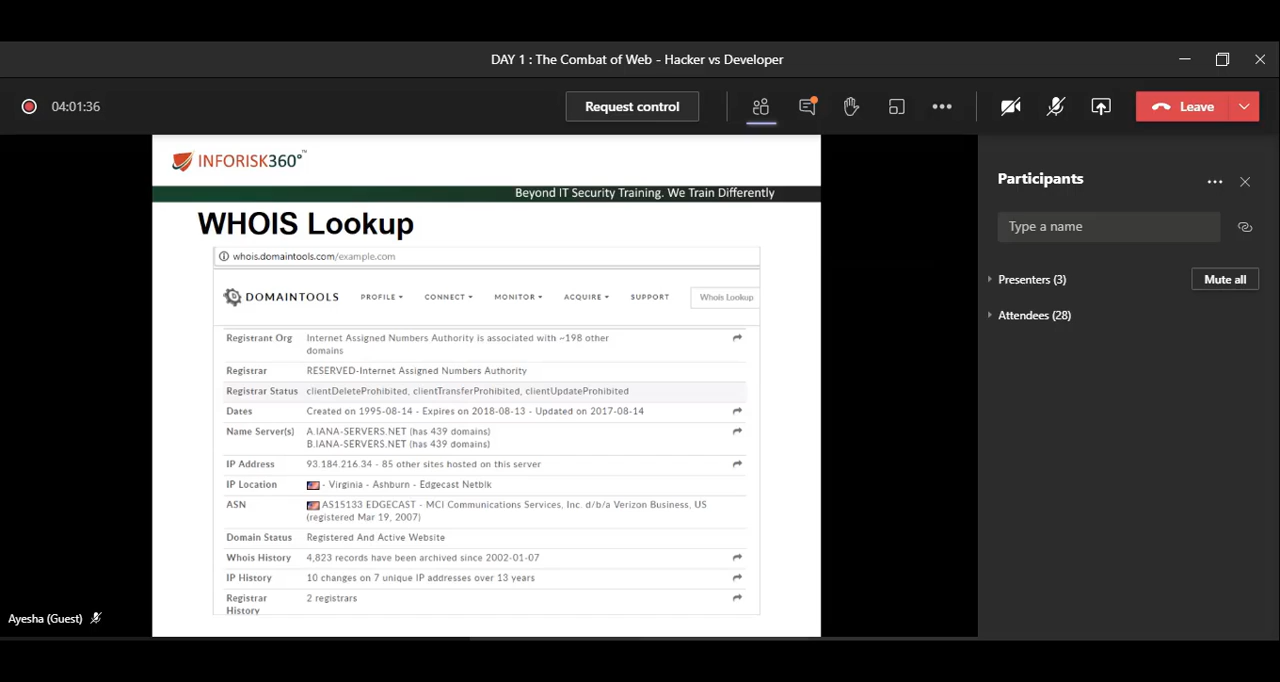 DAY 1 : The Combat of Web - Hacker vs Developer
04:01:36
Request control
Leave
INFORISK360°™
Beyond IT Security Training. We Train Differently
WHOIS Lookup
whois.domaintools.com/example.com
DOMAINTOOLS PROFILE CONNECT MONITOR ACQUIRE SUPPORT Whois Lookup
Registrant Org Internet Assigned Numbers Authority is associated with ~198 other
domains
Registrar RESERVED-Internet Assigned Numbers Authority
Registrar Status clientDeleteProhibited, clientTransferProhibited, clientUpdateProhibited
Dates Created on 1995-08-14 - Expires on 2018-08-13 - Updated on 2017-08-14
Name Server(s) A.IANA-SERVERS.NET (has 439 domains)
B.IANA-SERVERS.NET (has 439 domains)
IP Address 93.184.216.34 - 85 other sites hosted on this server
IP Location - Virginia - Ashburn - Edgecast Netblk
ASN AS15133 EDGECAST - MCI Communications Services, Inc. d/b/a Verizon Business, US
(registered Mar 19, 2007)
Domain Status Registered And Active Website
Whois History 4,823 records have been archived since 2002-01-07
IP History 10 changes on 7 unique IP addresses over 13 years
Registrar 2 registrars
History
Ayesha (Guest)
Participants
Type a name
Presenters (3)
Mute all
Attendees (28)